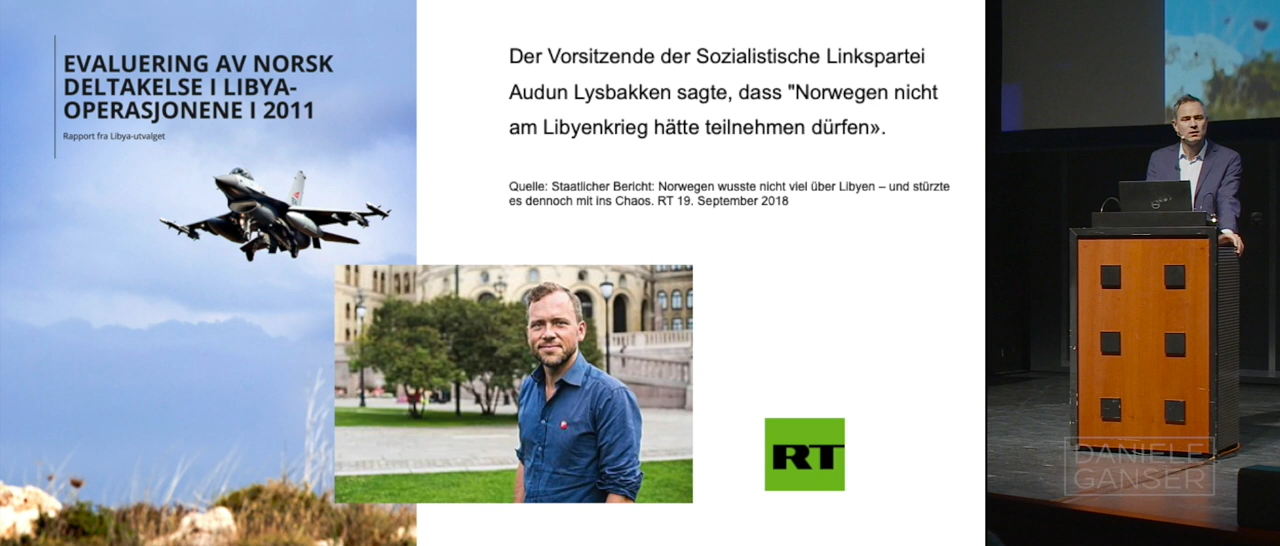 EVALUERING AV NORSK
DELTAKELSE I LIBYA-
OPERASJONENE I 2011
Rapport fra Libya-utvalget
Der Vorsitzende der Sozialistische Linkspartei
Audun Lysbakken sagte, dass "Norwegen nicht
am Libyenkrieg hätte teilnehmen dürfen».
Quelle: Staatlicher Bericht: Norwegen wusste nicht viel über Libyen – und stürzte
es dennoch mit ins Chaos. RT 19. September 2018
RT
DANIELE
GANSER